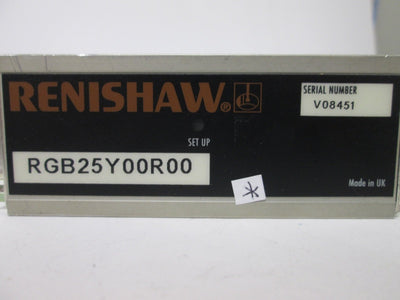 RENISHAW®
SERIAL NUMBER
V08451
SET UP
RGB25Y00R00
*
Made in UK